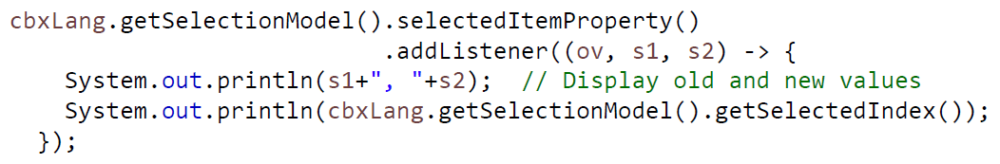 cbxLang.getSelectionModel().selectedItemProperty()
.addListener((ov, s1, s2) -> {
System.out.println(s1+", "+s2);  // Display old and new values
System.out.println(cbxLang.getSelectionModel().getSelectedIndex());
});